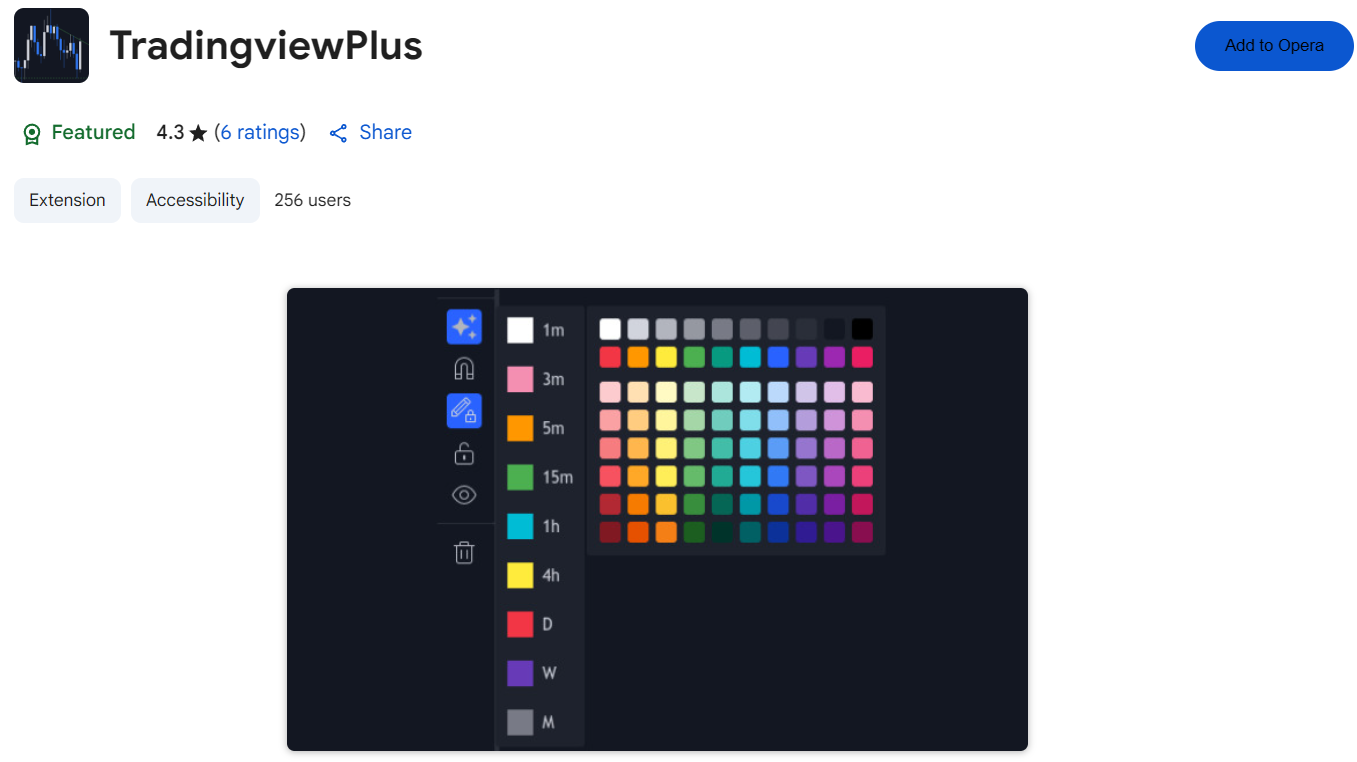 TradingviewPlus
Add to Opera
Featured 4.3 ★ (6 ratings) Share
Extension Accessibility 256 users
1m
3m
5m
15m
1h
4h
D
W
M